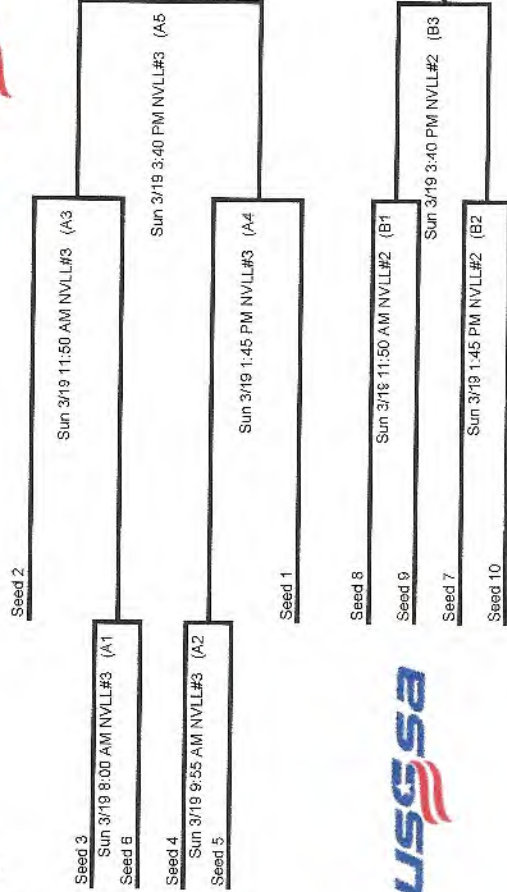 Seed 2
Sun 3/19 11:50 AM NVLL#3 (A3
Seed 3
Sun 3/19 8:00 AM NVLL#3 (A1
Seed 6
Sun 3/19 3:40 PM NVLL#3 (A5
Seed 4
Sun 3/19 9:55 AM NVLL#3 (A2
Seed 5
Sun 3/19 1:45 PM NVLL#3 (A4
Seed 1
Seed 8
Sun 3/19 11:50 AM NVLL#2 (B1
Seed 9
Sun 3/19 3:40 PM NVLL#2 (B3
Seed 7
Sun 3/19 1:45 PM NVLL#2 (B2
Seed 10
usssa